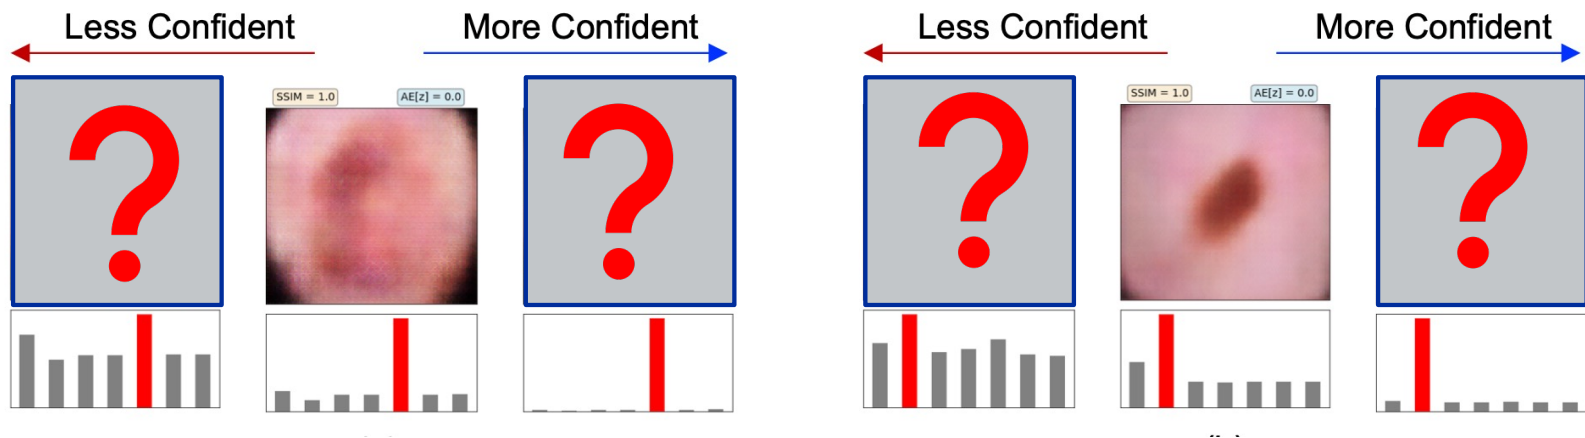 Less Confident More Confident Less Confident More Confident
SSIM = 1.0 AE[z] = 0.0 SSIM = 1.0 AE[z] = 0.0
? ? ? ?